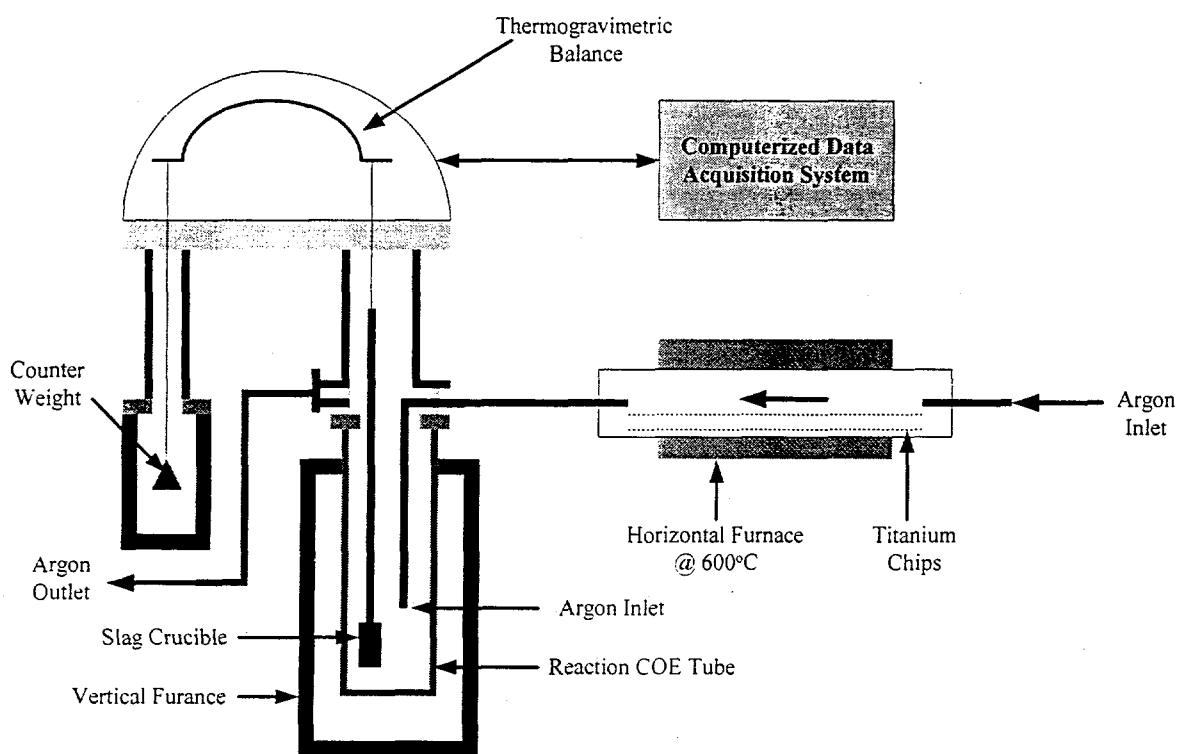 Thermogravimetric
Balance
Computerized Data
Acquisition System
Counter
Weight
Argon
Inlet
Horizontal Furnace
@ 600°C
Titanium
Chips
Argon
Outlet
Argon Inlet
Slag Crucible
Reaction COE Tube
Vertical Furance